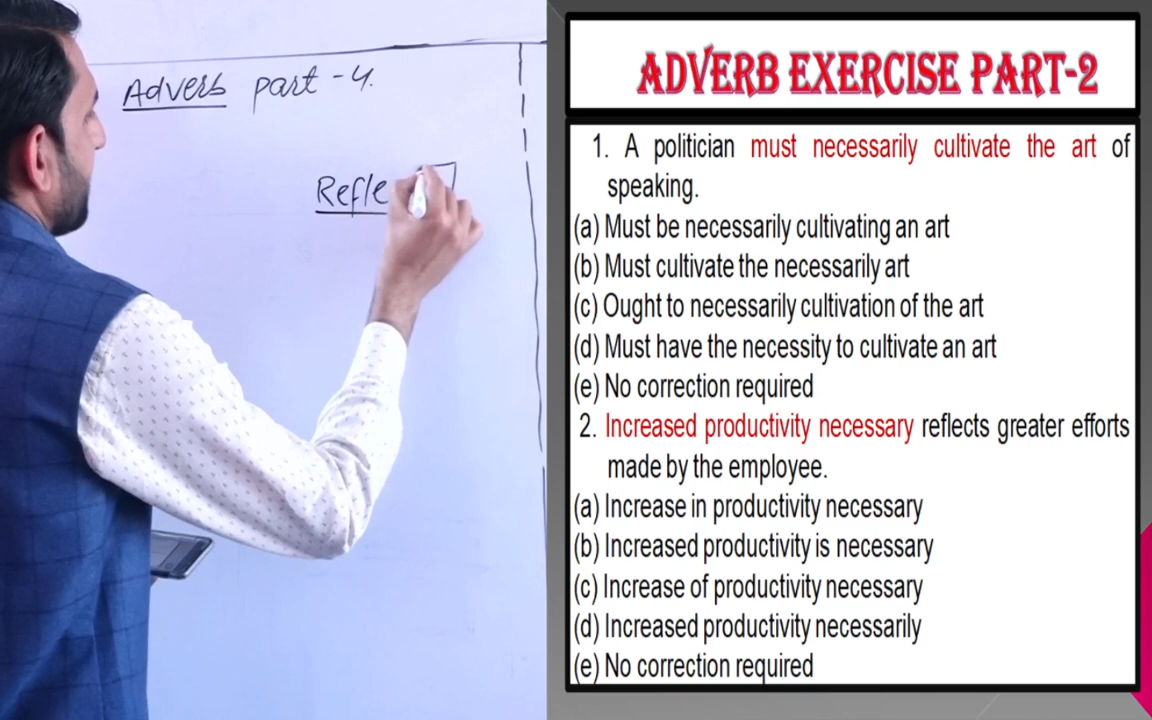 Adverb part -4.
Refle
ADVERB EXERCISE PART-2
1. A politician must necessarily cultivate the art of
speaking.
(a) Must be necessarily cultivating an art
(b) Must cultivate the necessarily art
(c) Ought to necessarily cultivation of the art
(d) Must have the necessity to cultivate an art
(e) No correction required
2. Increased productivity necessary reflects greater efforts
made by the employee.
(a) Increase in productivity necessary
(b) Increased productivity is necessary
(c) Increase of productivity necessary
(d) Increased productivity necessarily
(e) No correction required